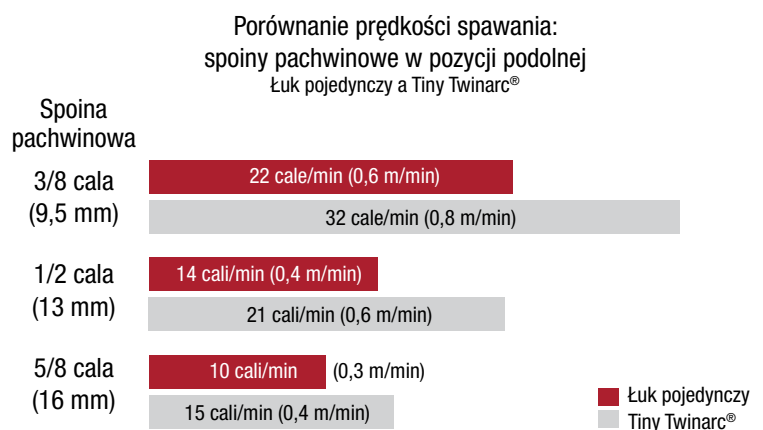 Porównanie prędkości spawania:
spoiny pachwinowe w pozycji podolnej
Łuk pojedynczy a Tiny Twinarc®
Spoina
pachwinowa
3/8 cala
(9,5 mm)
22 cale/min (0,6 m/min)
32 cale/min (0,8 m/min)
1/2 cala
(13 mm)
14 cali/min (0,4 m/min)
21 cali/min (0,6 m/min)
5/8 cala
(16 mm)
10 cali/min (0,3 m/min)
15 cali/min (0,4 m/min)
Łuk pojedynczy
Tiny Twinarc®